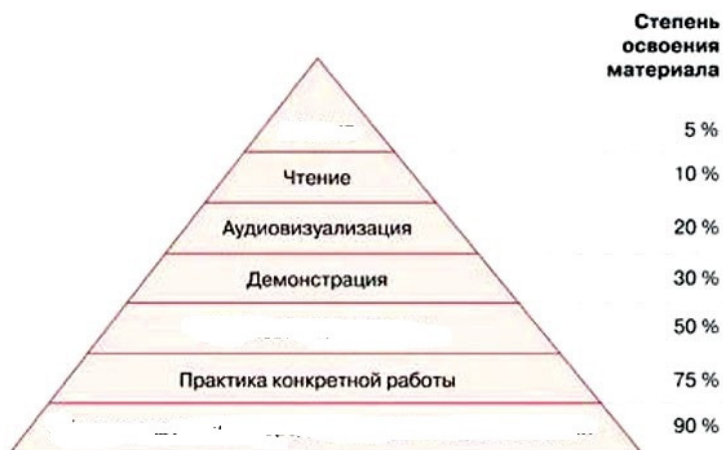 Степень
освоения
материала
5 %
Чтение 10 %
Аудиовизуализация 20 %
Демонстрация 30 %
50 %
Практика конкретной работы 75 %
90 %